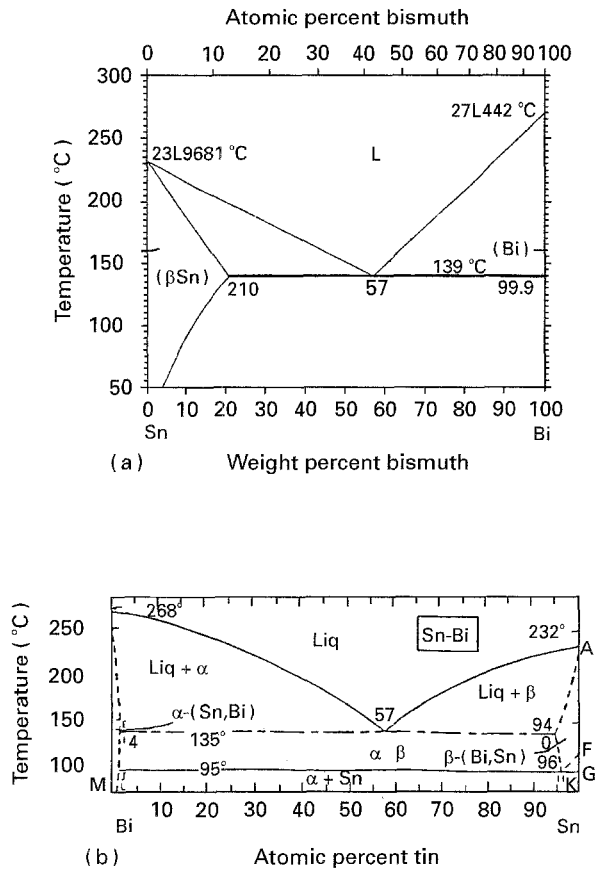 Atomic percent bismuth
0 10 20 30 40 50 60 70 80 90 100
300
250
200
150
100
50
Temperature ( °C)
23L9681 °C
27L442 °C
L
(βSn)
(Bi)
139 °C
210
57
99.9
0 10 20 30 40 50 60 70 80 90 100
Sn
Bi
(a) Weight percent bismuth
250
200
150
100
Temperature ( °C)
268°
Liq
Sn-Bi
232°
A
Liq + α
Liq + β
57
α-(Sn,Bi)
94
4
135°
α β
β-(Bi,Sn)
0
96
F
G
95°
α + Sn
M
K
Bi
10 20 30 40 50 60 70 80 90
Sn
(b) Atomic percent tin